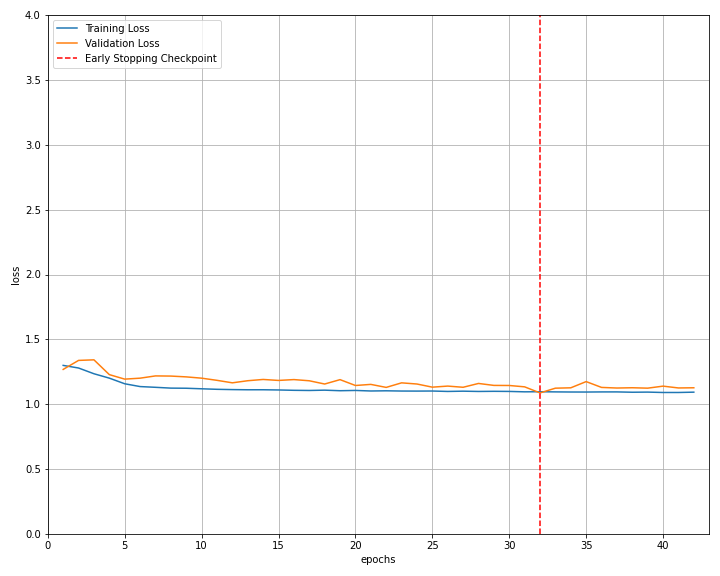 Training Loss
Validation Loss
Early Stopping Checkpoint
4.0
3.5
3.0
2.5
2.0
1.5
1.0
0.5
0.0
loss
0 5 10 15 20 25 30 35 40
epochs